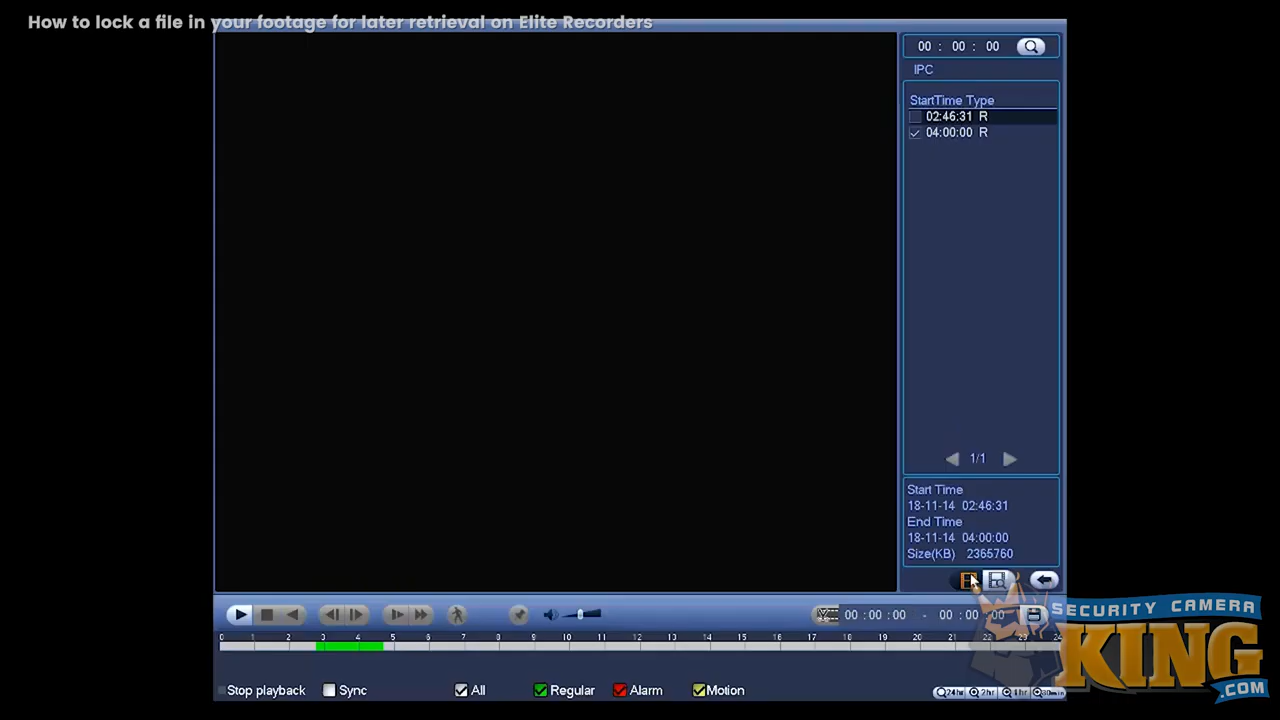 How to lock a file in your footage for later retrieval on Elite Recorders
00 : 00 : 00
IPC
StartTime Type
02:46:31 R
04:00:00 R
1/1
Start Time
18-11-14 02:46:31
End Time
18-11-14 04:00:00
Size(KB) 2365760
00 :00 :00 - 00 :00 :00
0 1 2 3 4 5 6 7 8 9 10 11 12 13 14 15 16 17 18 19 20 21 22 23 24
Stop playback Sync All Regular Alarm Motion
24hr 2hr 1hr 30min
SECURITY CAMERA
KING
.COM